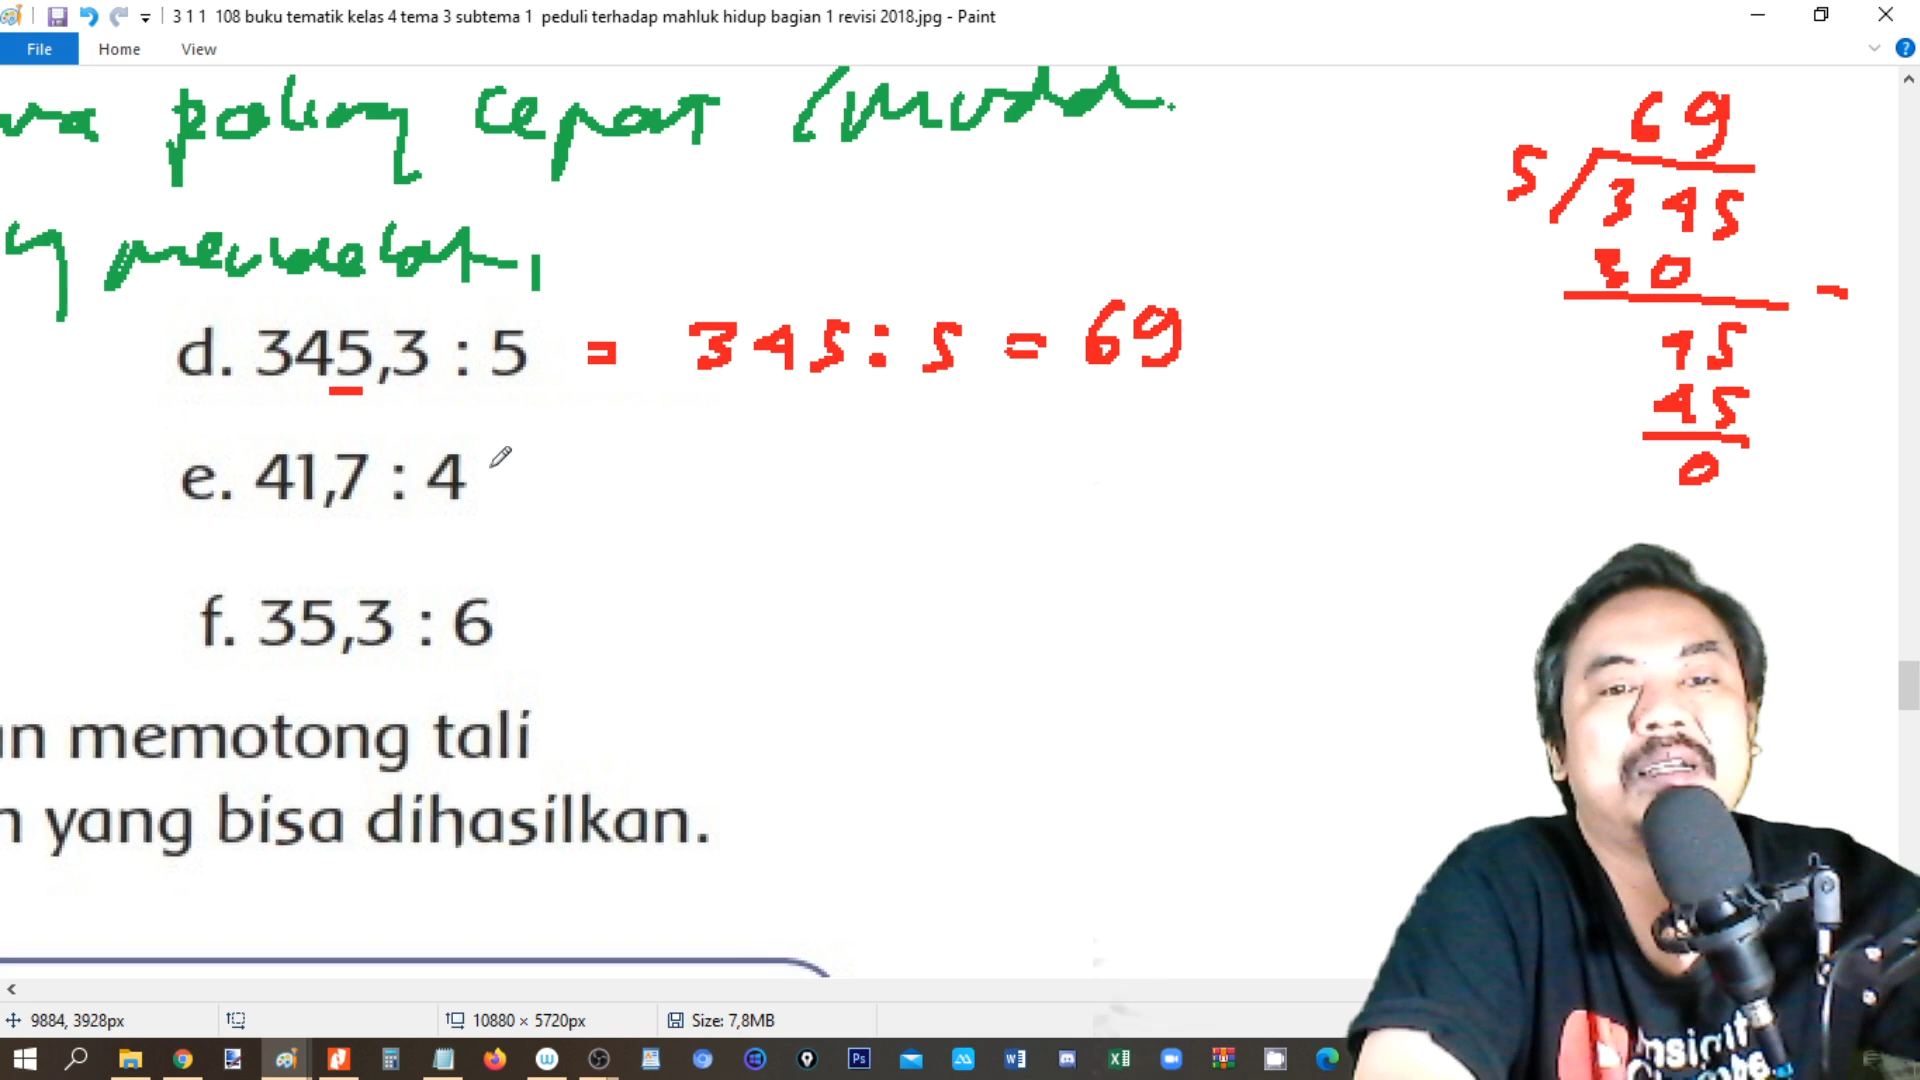 3 1 1  108 buku tematik kelas 4 tema 3 subtema 1  peduli terhadap mahluk hidup bagian 1 revisi 2018.jpg - Paint
File Home View
paling cepat
d. 345,3 : 5 = 345 : 5 = 69
e. 41,7 : 4
f. 35,3 : 6
memotong tali
yang bisa dihasilkan.
69
5 345
30 -
45
45
0
9884, 3928px
10880 × 5720px
Size: 7,8MB